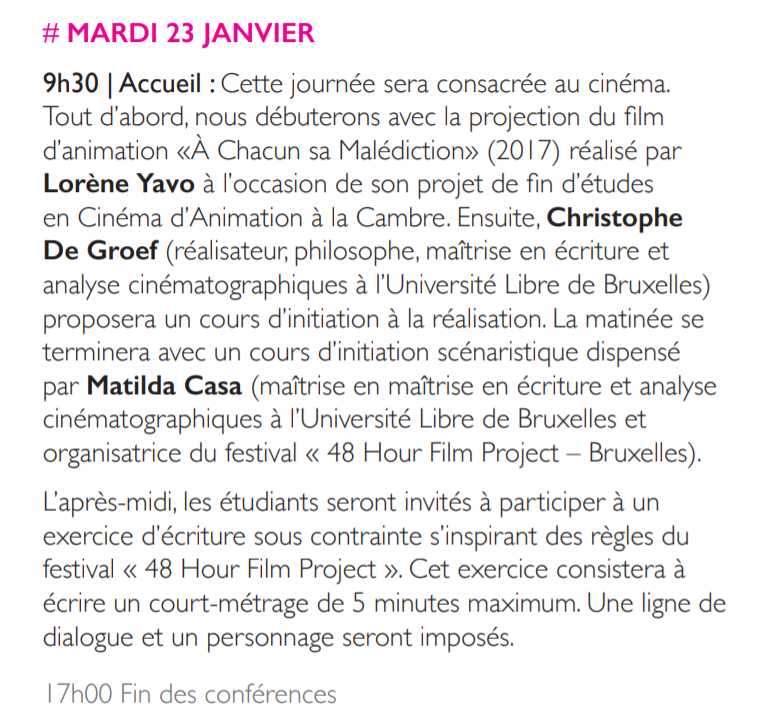 # MARDI 23 JANVIER
9h30 | Accueil : Cette journée sera consacrée au cinéma.
Tout d’abord, nous débuterons avec la projection du film
d’animation «À Chacun sa Malédiction» (2017) réalisé par
Lorène Yavo à l’occasion de son projet de fin d’études
en Cinéma d’Animation à la Cambre. Ensuite, Christophe
De Groef (réalisateur, philosophe, maîtrise en écriture et
analyse cinématographiques à l’Université Libre de Bruxelles)
proposera un cours d’initiation à la réalisation. La matinée se
terminera avec un cours d’initiation scénaristique dispensé
par Matilda Casa (maîtrise en maîtrise en écriture et analyse
cinématographiques à l’Université Libre de Bruxelles et
organisatrice du festival « 48 Hour Film Project – Bruxelles).
L’après-midi, les étudiants seront invités à participer à un
exercice d’écriture sous contrainte s’inspirant des règles du
festival « 48 Hour Film Project ». Cet exercice consistera à
écrire un court-métrage de 5 minutes maximum. Une ligne de
dialogue et un personnage seront imposés.
17h00 Fin des conférences